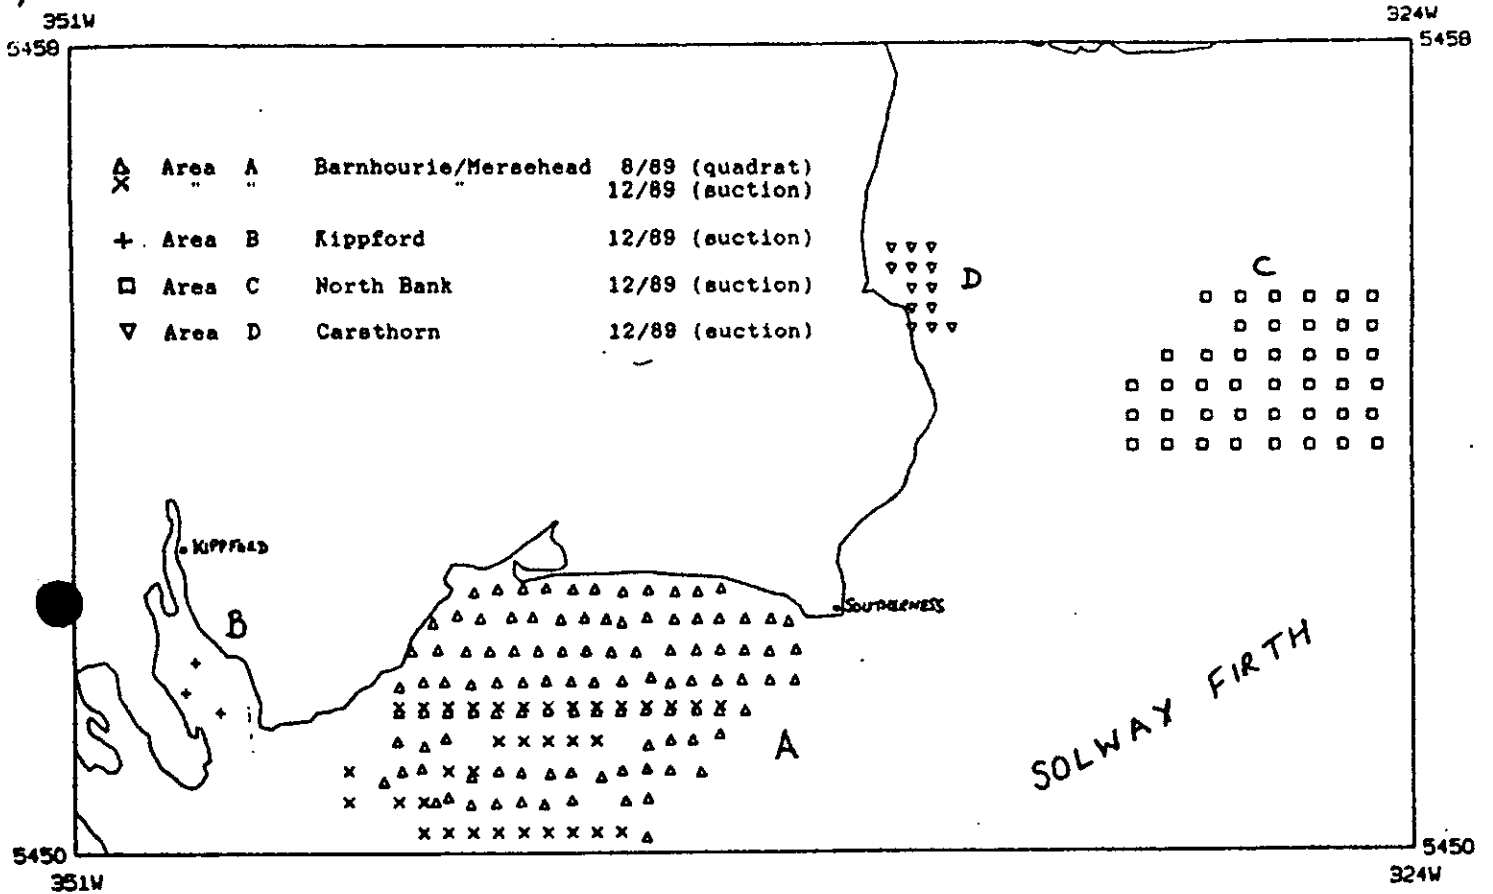 351W 324W
5458 5458
Area A Barnhourie/Mersehead 8/89 (quadrat)
" " " 12/89 (suction)
+ Area B Kippford 12/89 (suction)
Area C North Bank 12/89 (suction)
Area D Carsthorn 12/89 (suction)
D
C
KIPPFORD
B
SOUTHERNESS
A
SOLWAY FIRTH
5450 5450
351W 324W